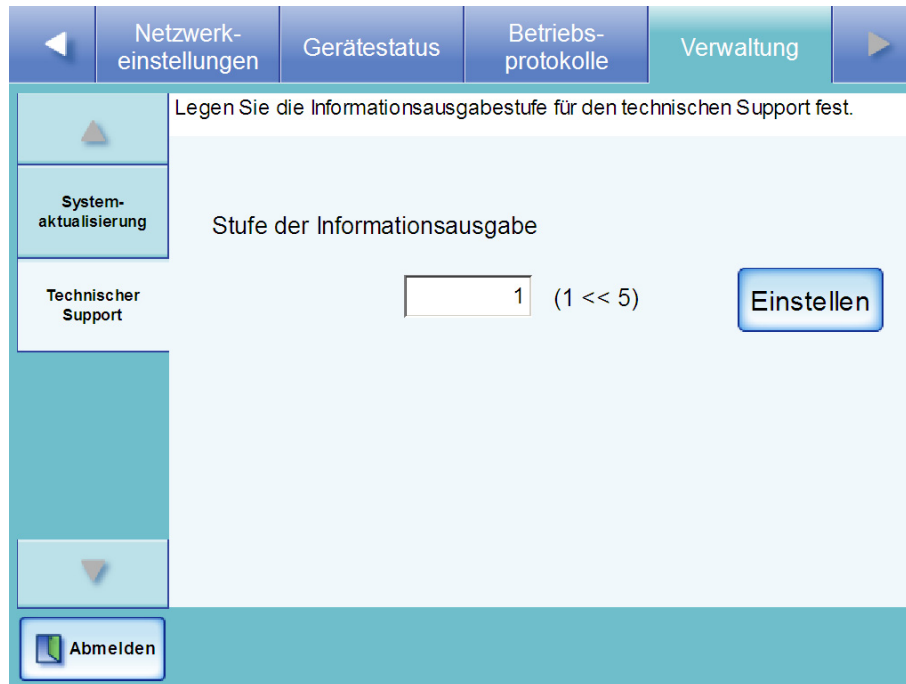 Netzwerk-
einstellungen
Gerätestatus
Betriebs-
protokolle
Verwaltung
Legen Sie die Informationsausgabestufe für den technischen Support fest.
System-
aktualisierung
Technischer
Support
Stufe der Informationsausgabe
1 (1 << 5)
Einstellen
Abmelden